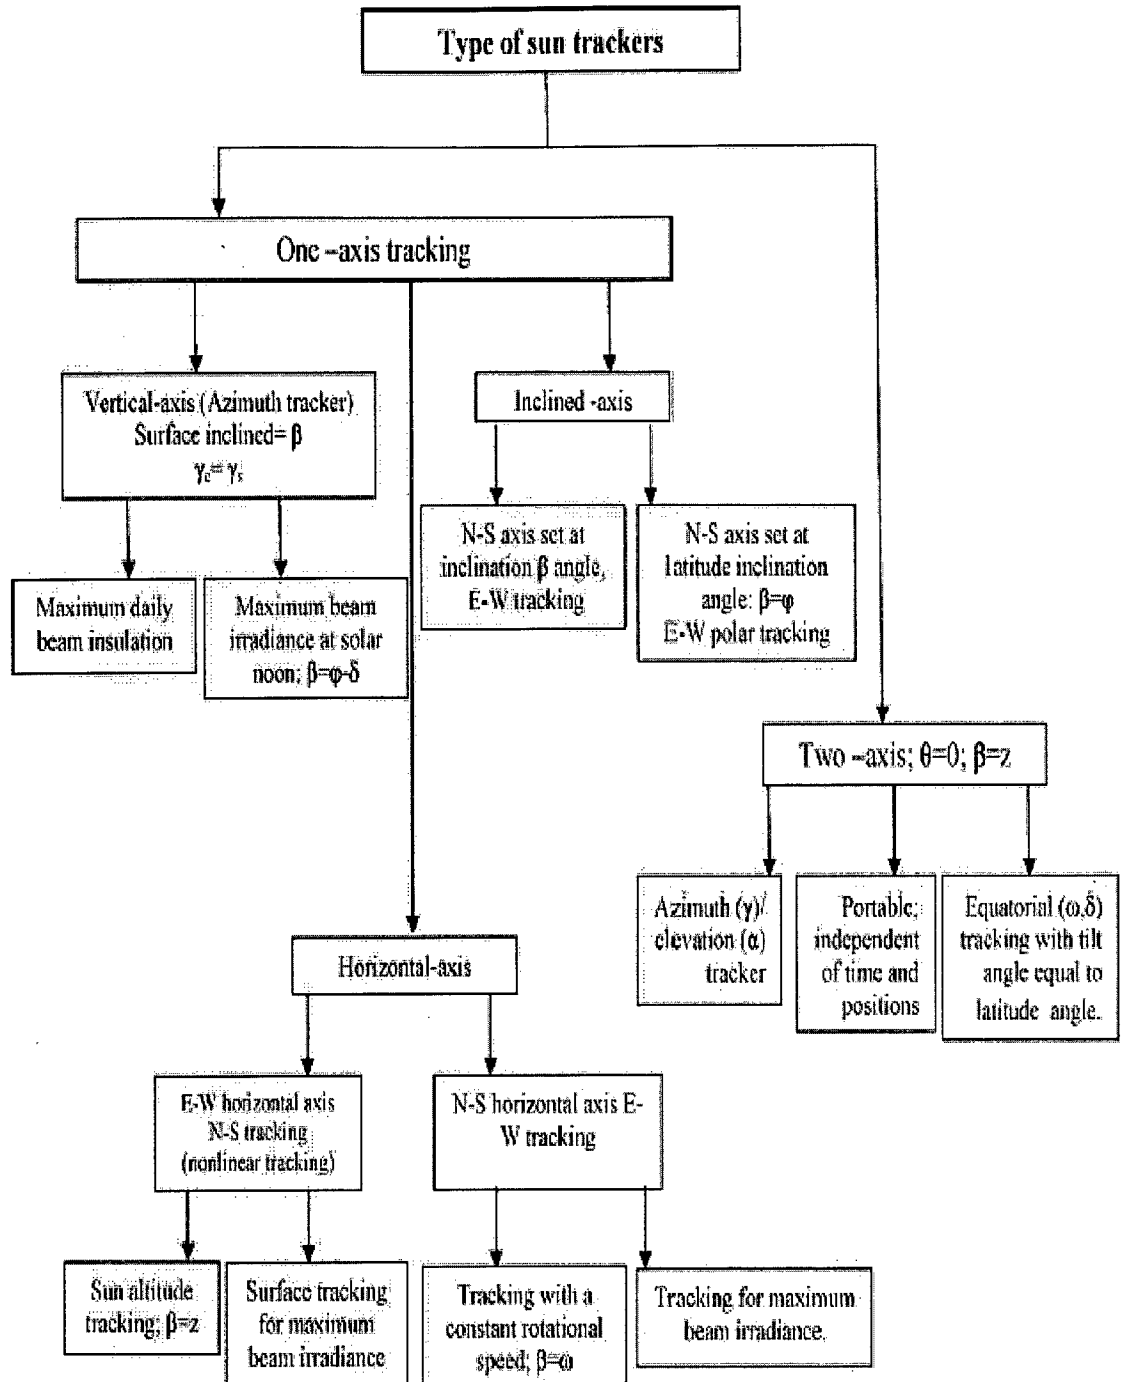 Type of sun trackers
One –axis tracking
Vertical-axis (Azimuth tracker)
Surface inclined= β
γc= γs
Inclined -axis
N-S axis set at
inclination β angle,
E-W tracking
N-S axis set at
latitude inclination
angle: β=φ
E-W polar tracking
Maximum daily
beam insulation
Maximum beam
irradiance at solar
noon; β=φ-δ
Two –axis; θ=0; β=z
Azimuth (γ)/
elevation (α)
tracker
Portable;
independent
of time and
positions
Equatorial (ω,δ)
tracking with tilt
angle equal to
latitude angle.
Horizontal-axis
E-W horizontal axis
N-S tracking
(nonlinear tracking)
N-S horizontal axis E-
W tracking
Sun altitude
tracking; β=z
Surface tracking
for maximum
beam irradiance
Tracking with a
constant rotational
speed; β=ω
Tracking for maximum
beam irradiance.